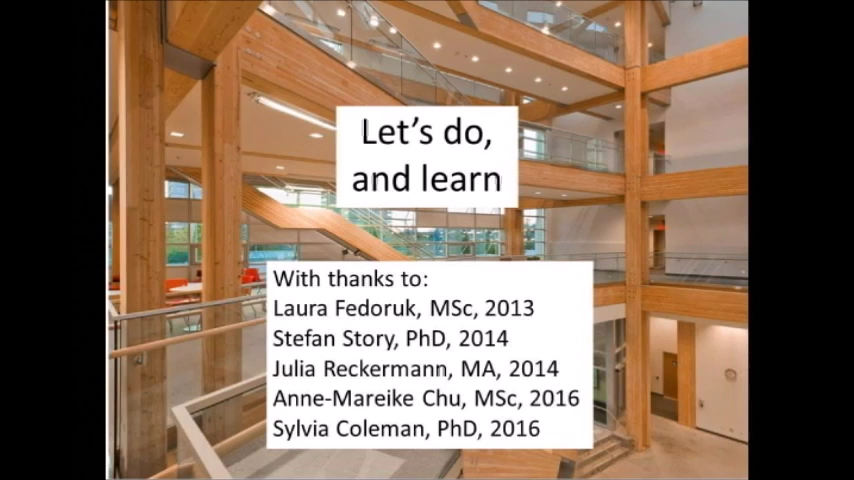 Let's do,
and learn
With thanks to:
Laura Fedoruk, MSc, 2013
Stefan Story, PhD, 2014
Julia Reckermann, MA, 2014
Anne-Mareike Chu, MSc, 2016
Sylvia Coleman, PhD, 2016